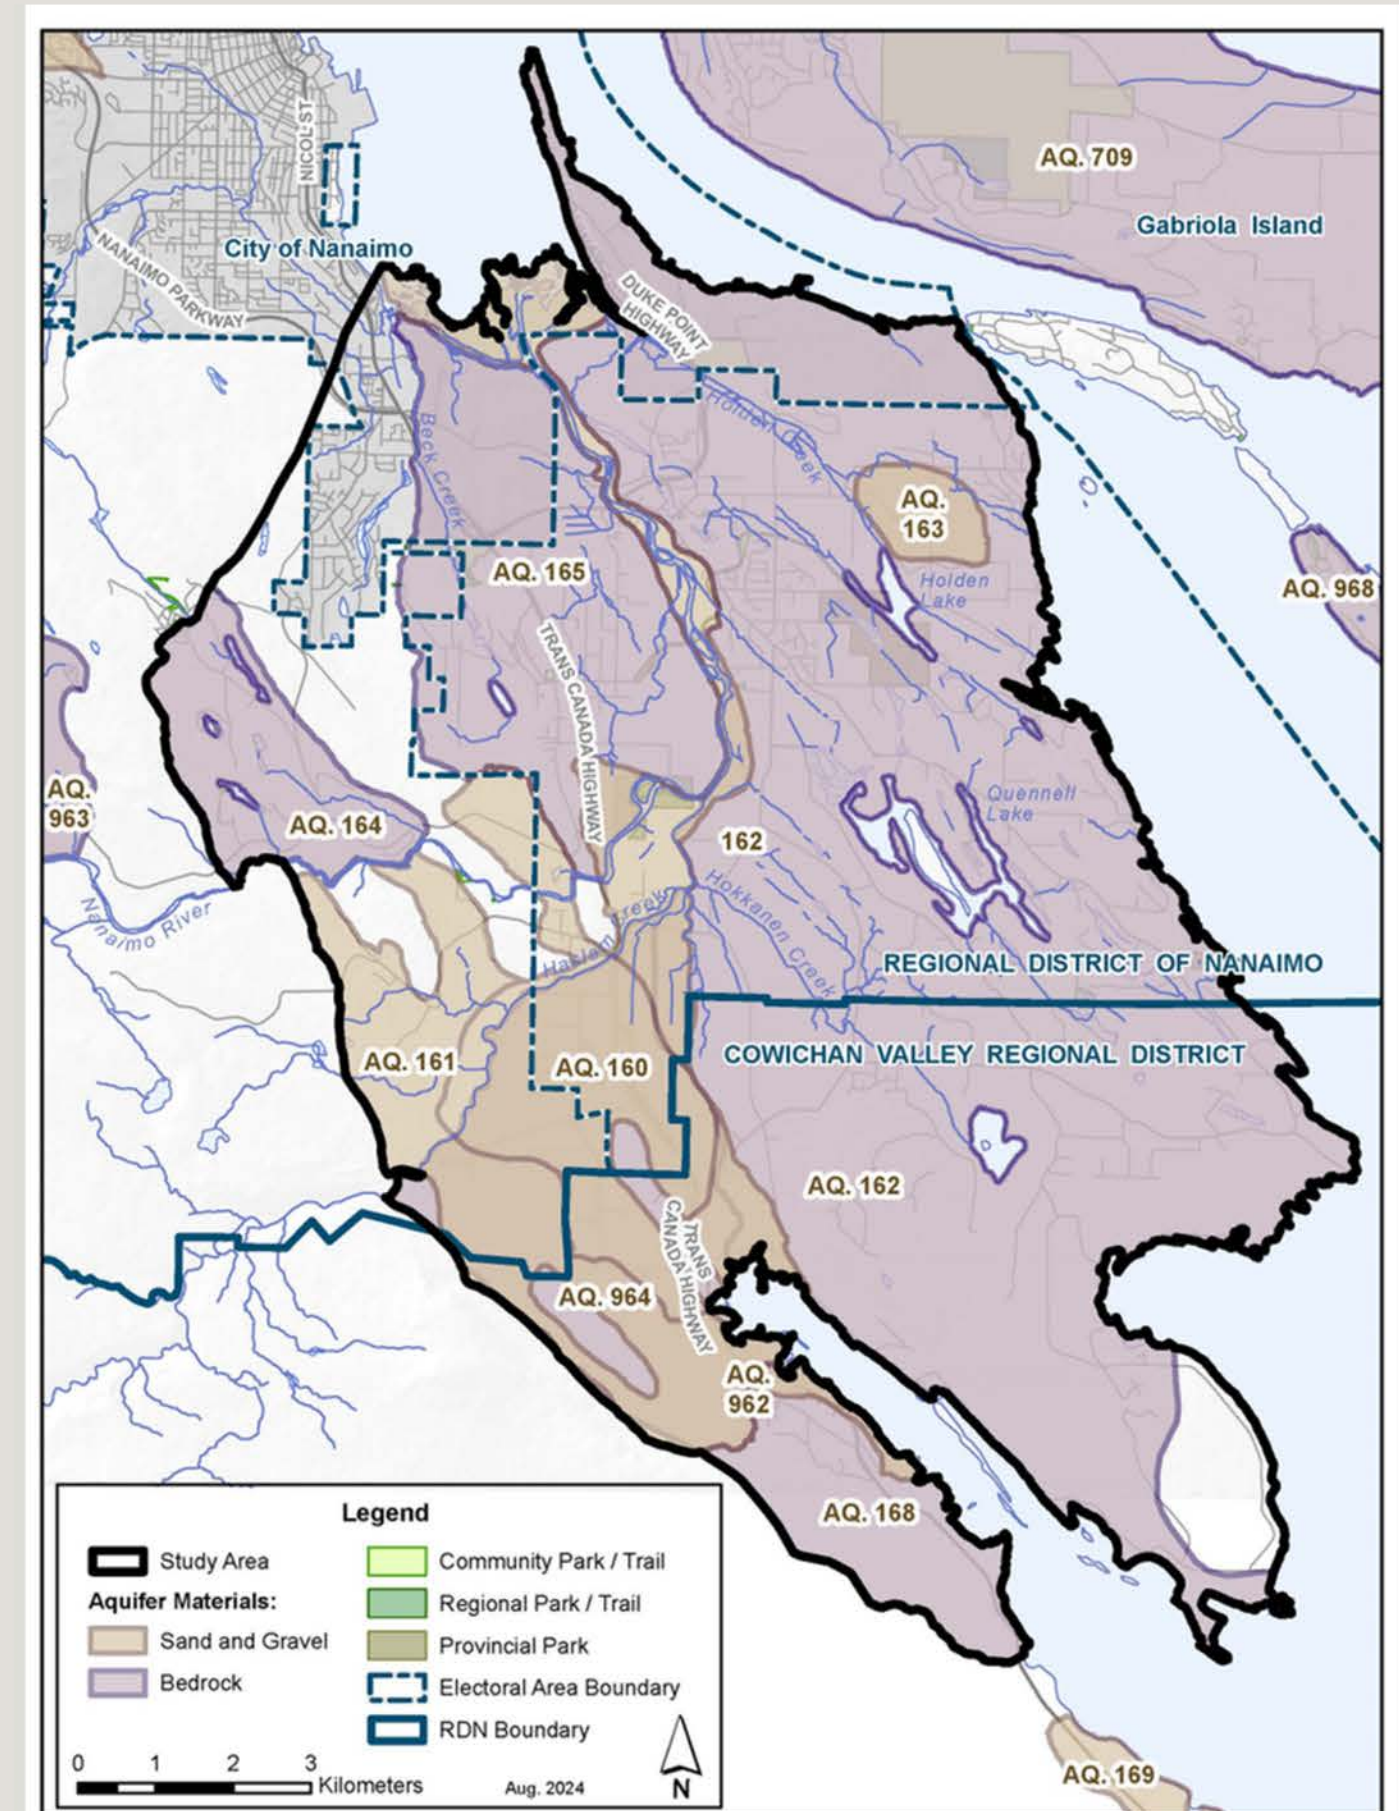 AQ. 709
Gabriola Island
NICOL ST
City of Nanaimo
NANAIMO PARKWAY
DUKE POINT
HIGHWAY
Holden Creek
Beck Creek
AQ.
163
AQ. 165
Holden
Lake
AQ. 968
TRANS CANADA HIGHWAY
AQ.
963
AQ. 164
Quennell
Lake
162
Nanaimo River
Haslam Creek
Hokkanen Creek
REGIONAL DISTRICT OF NANAIMO
COWICHAN VALLEY REGIONAL DISTRICT
AQ. 161
AQ. 160
AQ. 162
TRANS
CANADA HIGHWAY
AQ. 964
AQ.
962
AQ. 168
AQ. 169
Legend
Study Area
Aquifer Materials:
Sand and Gravel
Bedrock
Community Park / Trail
Regional Park / Trail
Provincial Park
Electoral Area Boundary
RDN Boundary
0 1 2 3
Kilometers
Aug. 2024
N